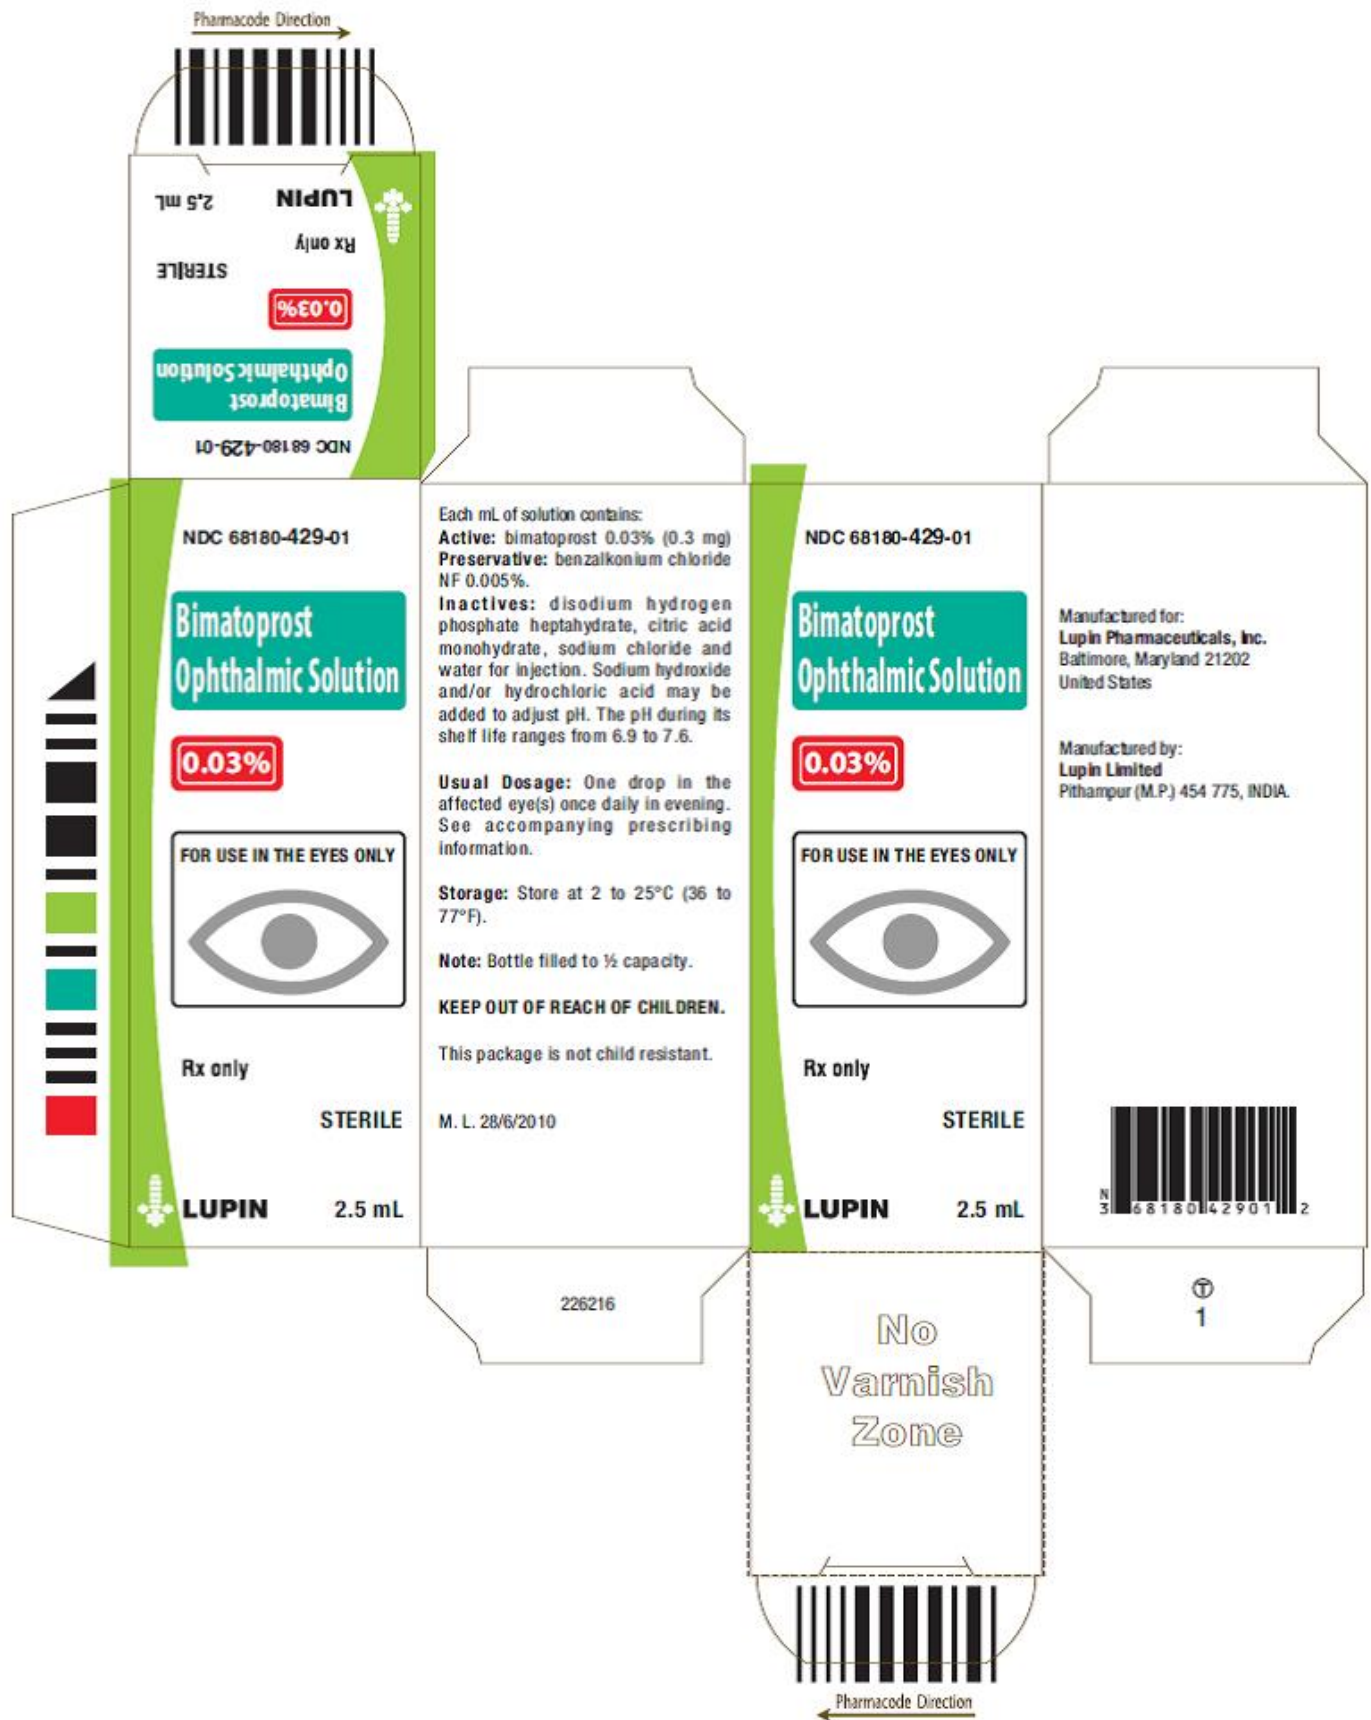 Pharmacode Direction
LUPIN 2.5 mL
Rx only
STERILE
0.03%
Bimatoprost
Ophthalmic Solution
NDC 68180-429-01
NDC 68180-429-01
Bimatoprost
Ophthalmic Solution
0.03%
FOR USE IN THE EYES ONLY
Rx only
STERILE
LUPIN 2.5 mL
Each mL of solution contains:
Active: bimatoprost 0.03% (0.3 mg)
Preservative: benzalkonium chloride
NF 0.005%.
Inactives: disodium hydrogen
phosphate heptahydrate, citric acid
monohydrate, sodium chloride and
water for injection. Sodium hydroxide
and/or hydrochloric acid may be
added to adjust pH. The pH during its
shelf life ranges from 6.9 to 7.6.
Usual Dosage: One drop in the
affected eye(s) once daily in evening.
See accompanying prescribing
information.
Storage: Store at 2 to 25°C (36 to
77°F).
Note: Bottle filled to ½ capacity.
KEEP OUT OF REACH OF CHILDREN.
This package is not child resistant.
M. L. 28/6/2010
226216
NDC 68180-429-01
Bimatoprost
Ophthalmic Solution
0.03%
FOR USE IN THE EYES ONLY
Rx only
STERILE
LUPIN 2.5 mL
No
Varnish
Zone
Pharmacode Direction
Manufactured for:
Lupin Pharmaceuticals, Inc.
Baltimore, Maryland 21202
United States
Manufactured by:
Lupin Limited
Pithampur (M.P.) 454 775, INDIA.
N
3 68180 42901 2
T
1